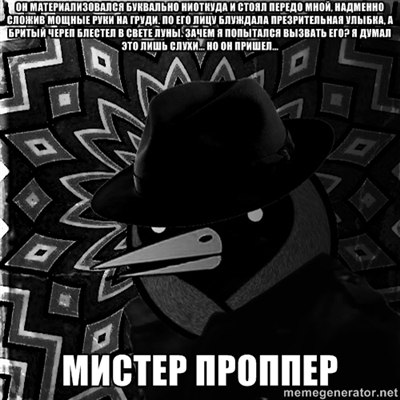 ОН МАТЕРИАЛИЗОВАЛСЯ БУКВАЛЬНО НИОТКУДА И СТОЯЛ ПЕРЕДО МНОЙ, НАДМЕННО
СЛОЖИВ МОЩНЫЕ РУКИ НА ГРУДИ. ПО ЕГО ЛИЦУ БЛУЖДАЛА ПРЕЗРИТЕЛЬНАЯ УЛЫБКА, А
БРИТЫЙ ЧЕРЕП БЛЕСТЕЛ В СВЕТЕ ЛУНЫ. ЗАЧЕМ Я ПОПЫТАЛСЯ ВЫЗВАТЬ ЕГО? Я ДУМАЛ
ЭТО ЛИШЬ СЛУХИ... НО ОН ПРИШЕЛ...
МИСТЕР ПРОППЕР
memegenerator.net